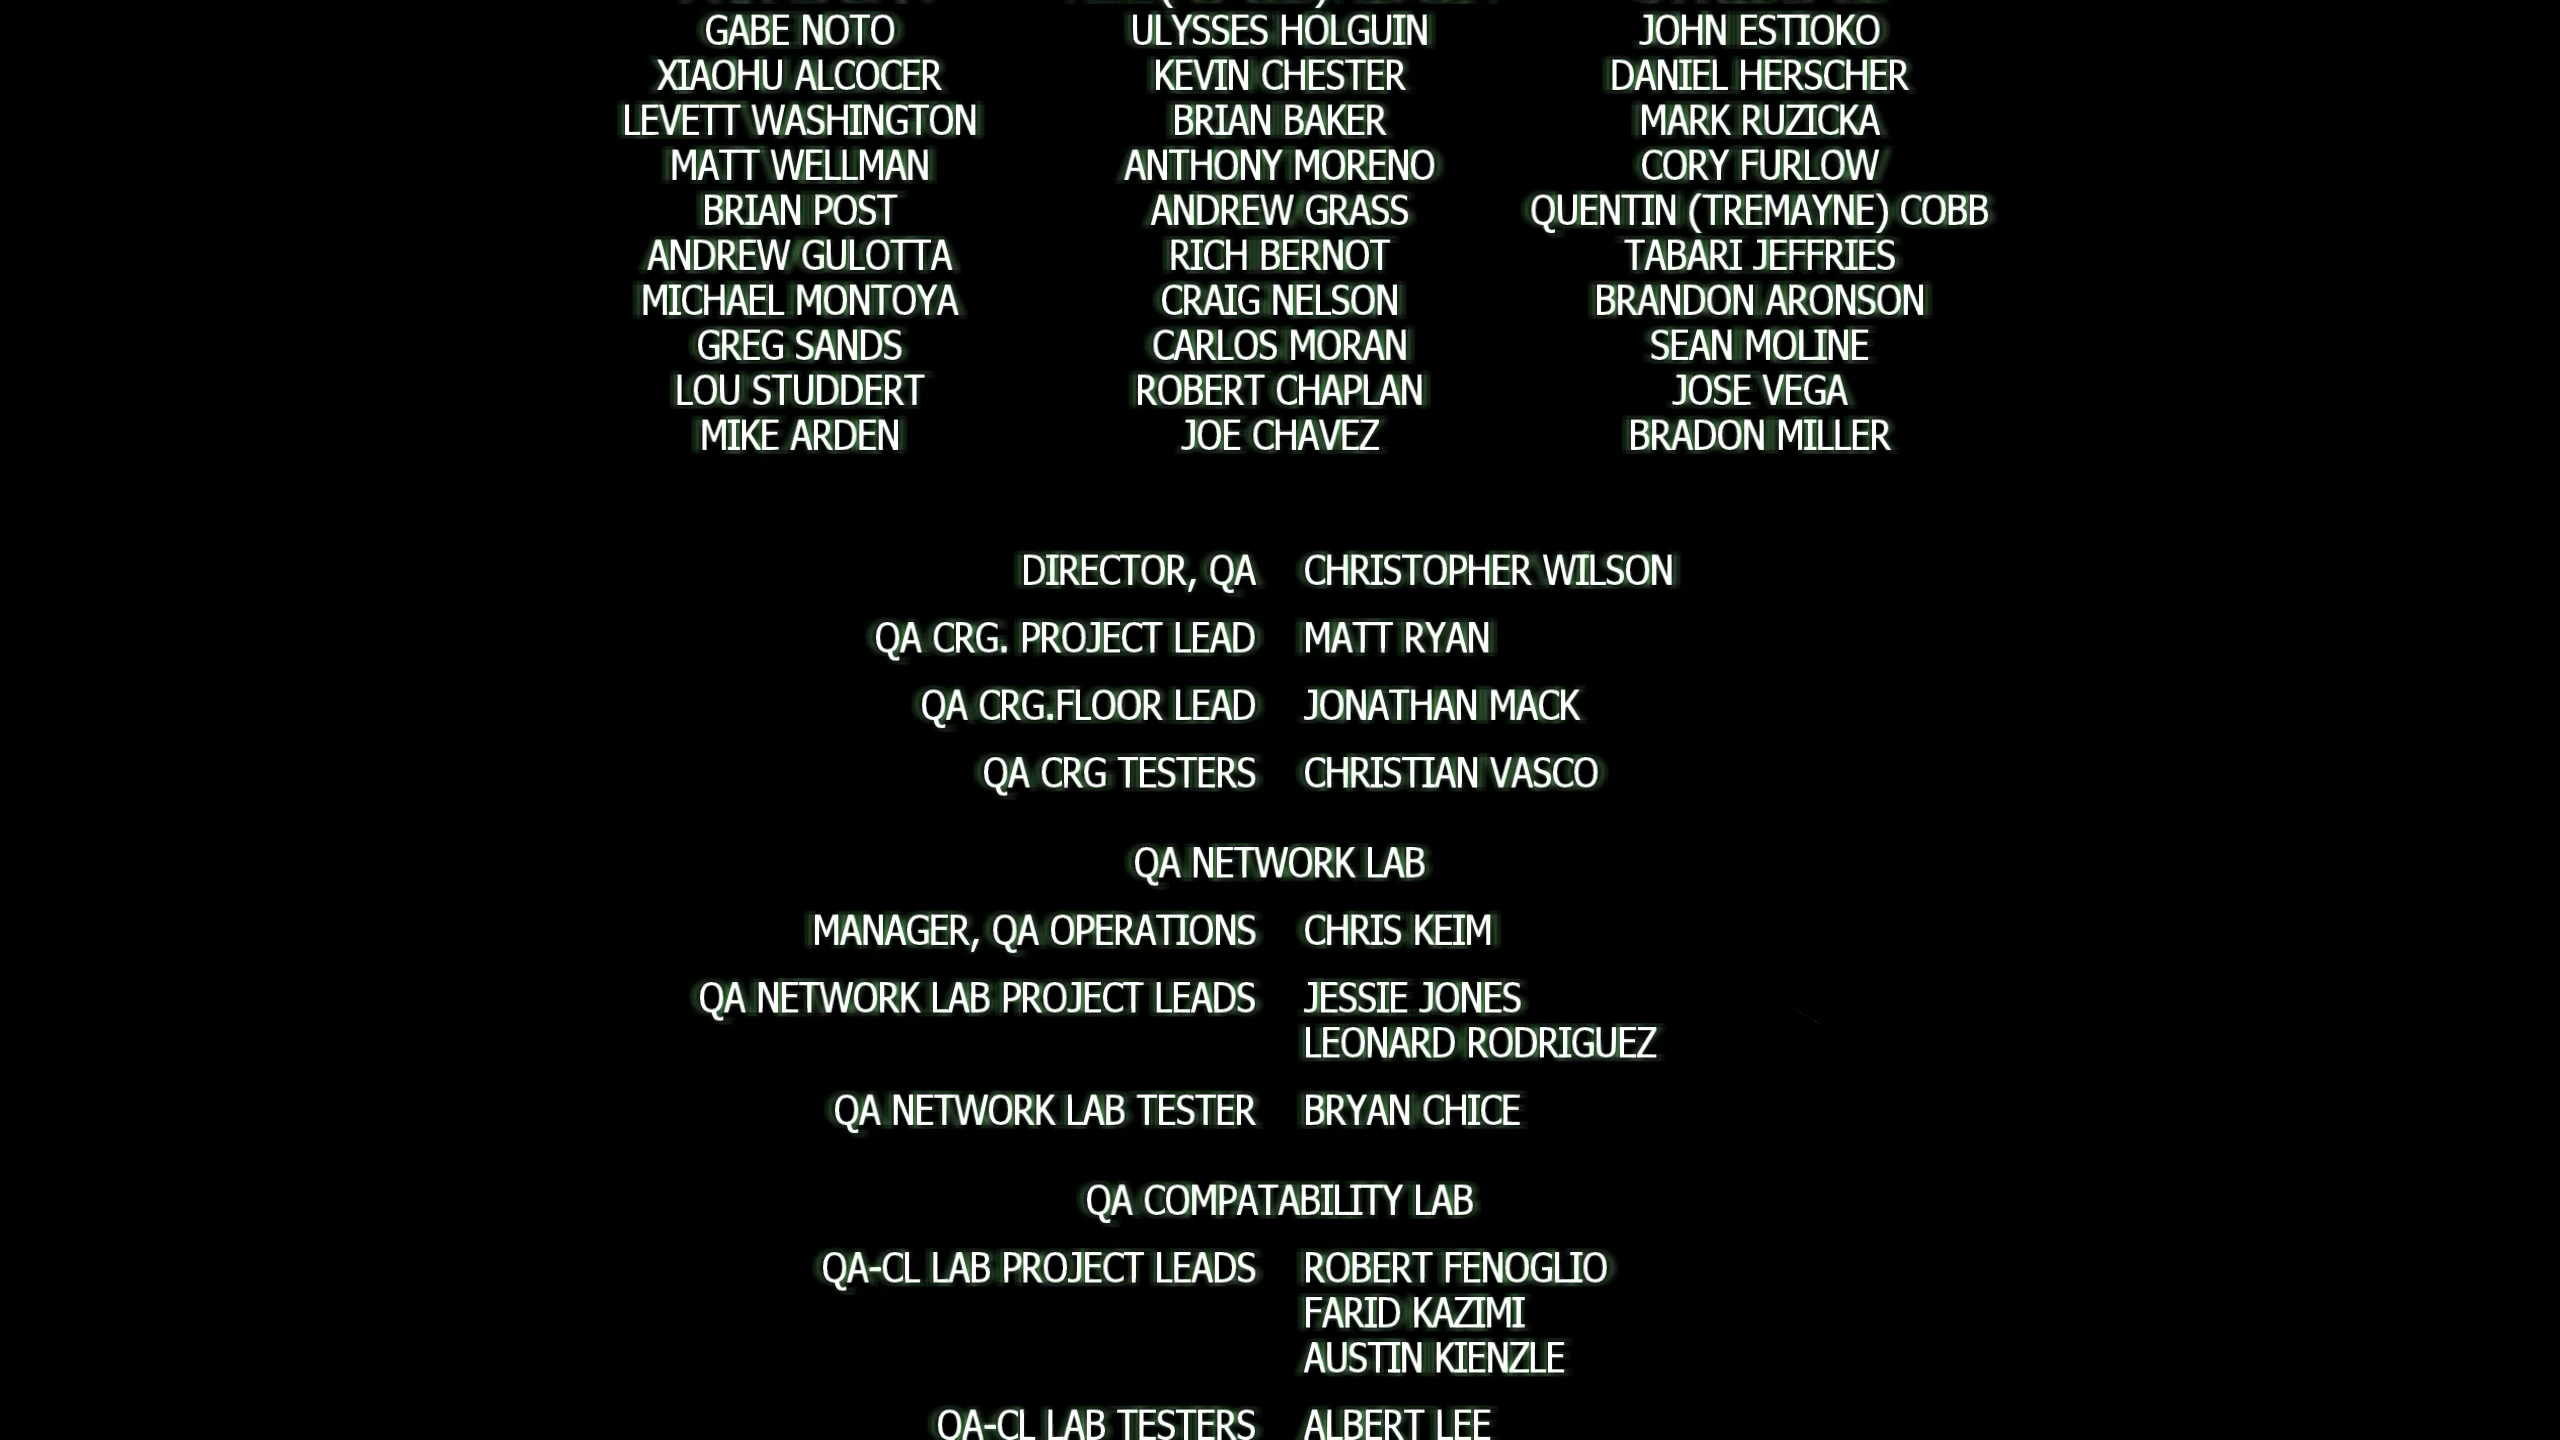 GABE NOTO ULYSSES HOLGUIN JOHN ESTIOKO
XIAOHU ALCOCER KEVIN CHESTER DANIEL HERSCHER
LEVETT WASHINGTON BRIAN BAKER MARK RUZICKA
MATT WELLMAN ANTHONY MORENO CORY FURLOW
BRIAN POST ANDREW GRASS QUENTIN (TREMAYNE) COBB
ANDREW GULOTTA RICH BERNOT TABARI JEFFRIES
MICHAEL MONTOYA CRAIG NELSON BRANDON ARONSON
GREG SANDS CARLOS MORAN SEAN MOLINE
LOU STUDDERT ROBERT CHAPLAN JOSE VEGA
MIKE ARDEN JOE CHAVEZ BRADON MILLER
DIRECTOR, QA CHRISTOPHER WILSON
QA CRG. PROJECT LEAD MATT RYAN
QA CRG.FLOOR LEAD JONATHAN MACK
QA CRG TESTERS CHRISTIAN VASCO
QA NETWORK LAB
MANAGER, QA OPERATIONS CHRIS KEIM
QA NETWORK LAB PROJECT LEADS JESSIE JONES
LEONARD RODRIGUEZ
QA NETWORK LAB TESTER BRYAN CHICE
QA COMPATABILITY LAB
QA-CL LAB PROJECT LEADS ROBERT FENOGLIO
FARID KAZIMI
AUSTIN KIENZLE
QA-CL LAB TESTERS ALBERT LEE